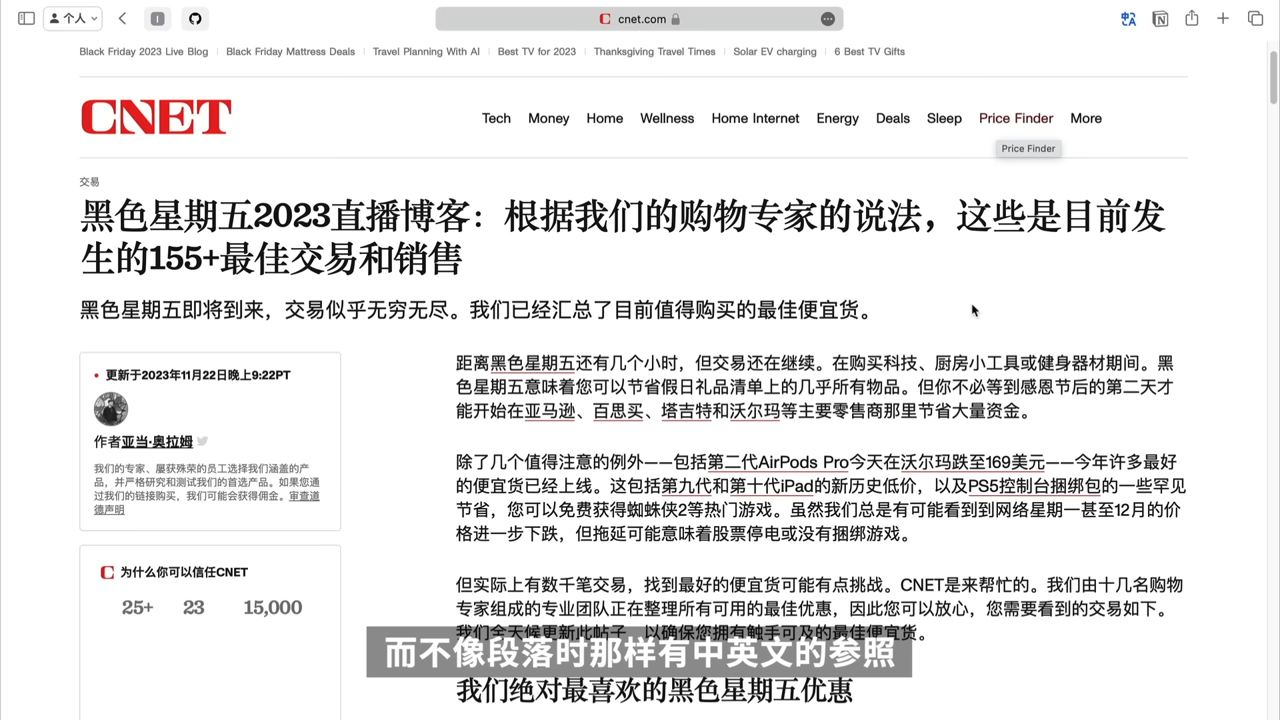 个人
cnet.com
Black Friday 2023 Live Blog
Black Friday Mattress Deals
Travel Planning With AI
Best TV for 2023
Thanksgiving Travel Times
Solar EV charging
6 Best TV Gifts
CNET
Tech
Money
Home
Wellness
Home Internet
Energy
Deals
Sleep
Price Finder
More
Price Finder
交易
黑色星期五2023直播博客：根据我们的购物专家的说法，这些是目前发
生的155+最佳交易和销售
黑色星期五即将到来，交易似乎无穷无尽。我们已经汇总了目前值得购买的最佳便宜货。
更新于2023年11月22日晚上9:22PT
作者亚当·奥拉姆
我们的专家、屡获殊荣的员工选择我们涵盖的产
品，并严格研究和测试我们的首选产品。如果您通
过我们的链接购买，我们可能会获得佣金。审查道
德声明
为什么你可以信任CNET
25+
23
15,000
距离黑色星期五还有几个小时，但交易还在继续。在购买科技、厨房小工具或健身器材期间。黑
色星期五意味着您可以节省假日礼品清单上的几乎所有物品。但你不必等到感恩节后的第二天才
能开始在亚马逊、百思买、塔吉特和沃尔玛等主要零售商那里节省大量资金。
除了几个值得注意的例外——包括第二代AirPods Pro今天在沃尔玛跌至169美元——今年许多最好
的便宜货已经上线。这包括第九代和第十代iPad的新历史低价，以及PS5控制台捆绑包的一些罕见
节省，您可以免费获得蜘蛛侠2等热门游戏。虽然我们总是有可能看到到网络星期一甚至12月的价
格进一步下跌，但拖延可能意味着股票停电或没有捆绑游戏。
但实际上有数千笔交易，找到最好的便宜货可能有点挑战。CNET是来帮忙的。我们由十几名购物
专家组成的专业团队正在整理所有可用的最佳优惠，因此您可以放心，您需要看到的交易如下。
我们全天候更新此帖子，以确保您拥有触手可及的最佳便宜货。
而不像段落时那样有中英文的参照
我们绝对最喜欢的黑色星期五优惠